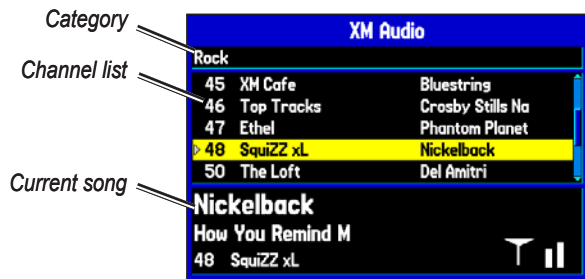 Category
XM Audio
Rock
Channel list
45 XM Cafe Bluestring
46 Top Tracks Crosby Stills Na
47 Ethel Phantom Planet
48 SquiZZ xL Nickelback
50 The Loft Del Amitri
Current song
Nickelback
How You Remind M
48 SquiZZ xL